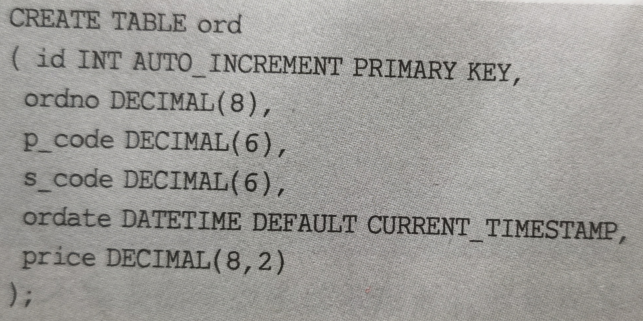 CREATE TABLE ord
( id INT AUTO_INCREMENT PRIMARY KEY,
ordno DECIMAL(8),
p_code DECIMAL(6),
s_code DECIMAL(6),
ordate DATETIME DEFAULT CURRENT_TIMESTAMP,
price DECIMAL(8,2)
);